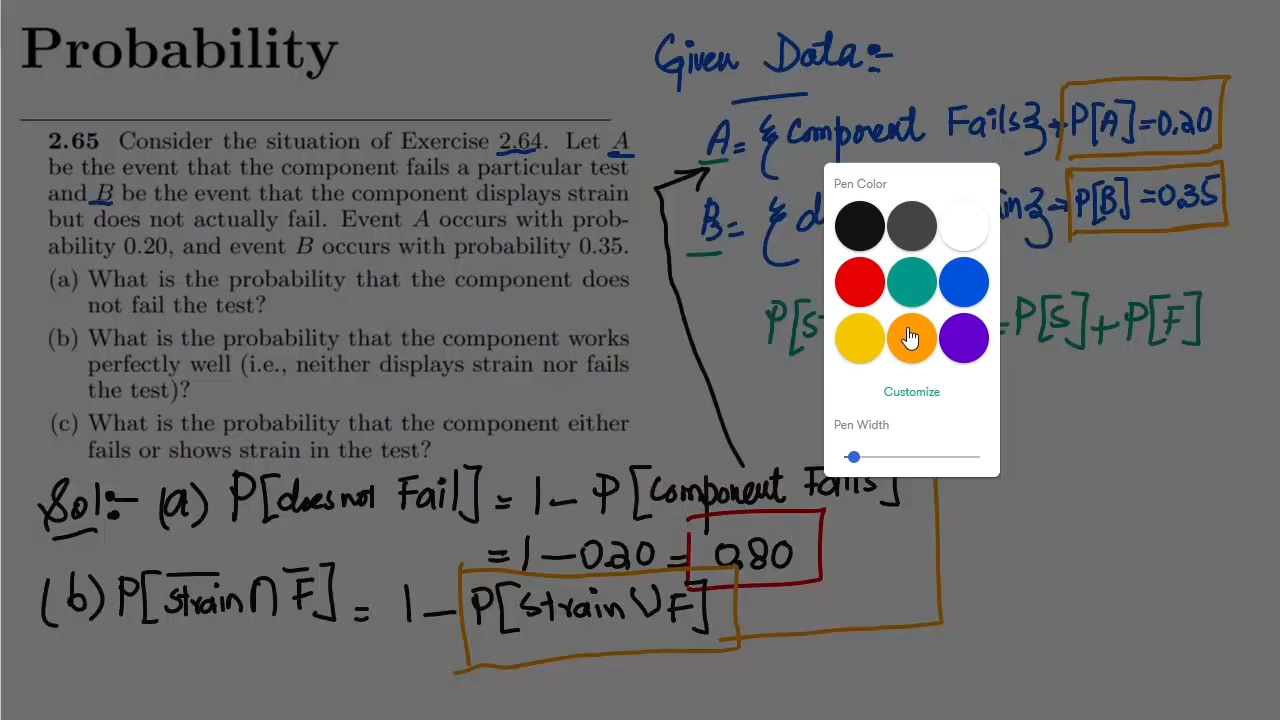 Probability
2.65 Consider the situation of Exercise 2.64. Let A
be the event that the component fails a particular test
and B be the event that the component displays strain
but does not actually fail. Event A occurs with prob-
ability 0.20, and event B occurs with probability 0.35.
(a) What is the probability that the component does
not fail the test?
(b) What is the probability that the component works
perfectly well (i.e., neither displays strain nor fails
the test)?
(c) What is the probability that the component either
fails or shows strain in the test?
Given Data:-
A = {Component Fails} → P[A] = 0.20
B = {d in} = P[B] = 0.35
P[S = P[S] + P[F]
Pen Color
Customize
Pen Width
Sol:- (a) P[does not Fail] = 1 - P[Component Fails]
= 1 - 0.20 = 0.80
(b) P[s̅t̅r̅a̅i̅n̅ ∩ F̅] = 1 - P[strain ∪ F]